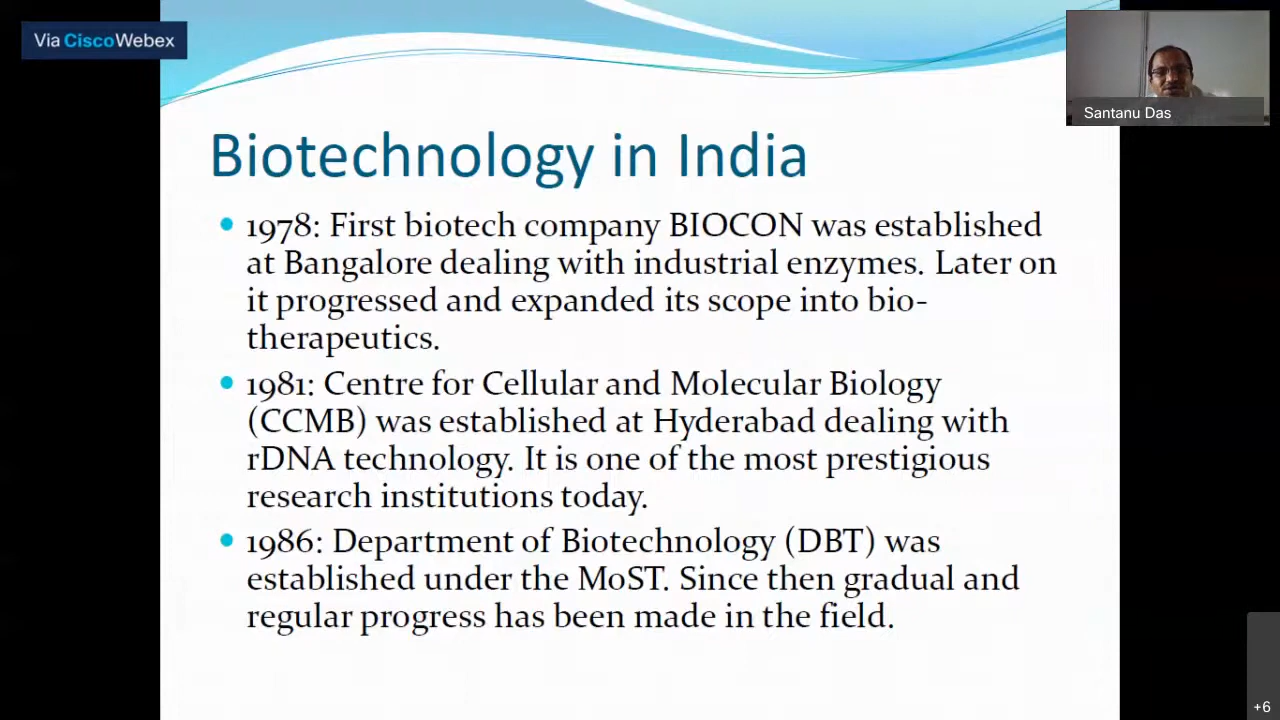 Via CiscoWebex
Santanu Das
Biotechnology in India
• 1978: First biotech company BIOCON was established
at Bangalore dealing with industrial enzymes. Later on
it progressed and expanded its scope into bio-
therapeutics.
• 1981: Centre for Cellular and Molecular Biology
(CCMB) was established at Hyderabad dealing with
rDNA technology. It is one of the most prestigious
research institutions today.
• 1986: Department of Biotechnology (DBT) was
established under the MoST. Since then gradual and
regular progress has been made in the field.
+6